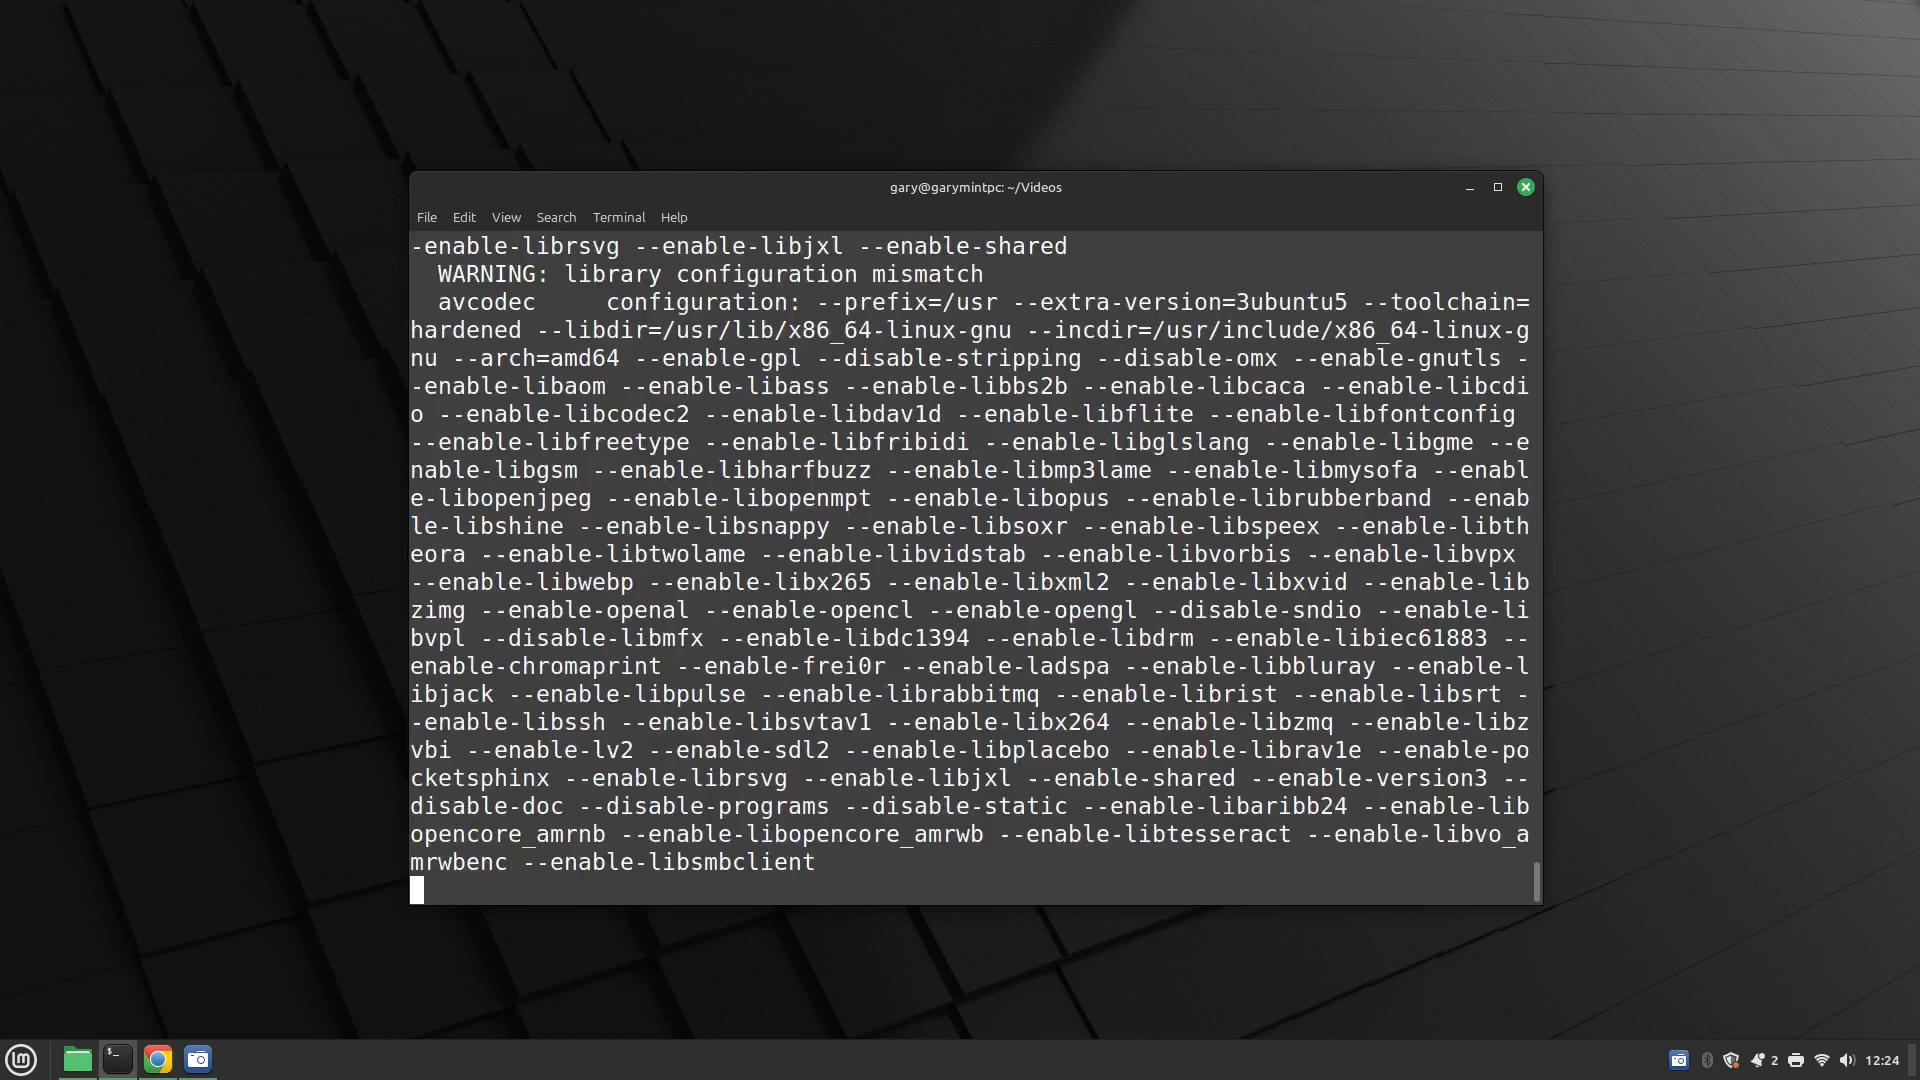 gary@garymintpc: ~/Videos
File Edit View Search Terminal Help
-enable-librsvg --enable-libjxl --enable-shared
WARNING: library configuration mismatch
avcodec     configuration: --prefix=/usr --extra-version=3ubuntu5 --toolchain=
hardened --libdir=/usr/lib/x86_64-linux-gnu --incdir=/usr/include/x86_64-linux-g
nu --arch=amd64 --enable-gpl --disable-stripping --disable-omx --enable-gnutls -
-enable-libaom --enable-libass --enable-libbs2b --enable-libcaca --enable-libcdi
o --enable-libcodec2 --enable-libdav1d --enable-libflite --enable-libfontconfig
--enable-libfreetype --enable-libfribidi --enable-libglslang --enable-libgme --e
nable-libgsm --enable-libharfbuzz --enable-libmp3lame --enable-libmysofa --enabl
e-libopenjpeg --enable-libopenmpt --enable-libopus --enable-librubberband --enab
le-libshine --enable-libsnappy --enable-libsoxr --enable-libspeex --enable-libth
eora --enable-libtwolame --enable-libvidstab --enable-libvorbis --enable-libvpx
--enable-libwebp --enable-libx265 --enable-libxml2 --enable-libxvid --enable-lib
zimg --enable-openal --enable-opencl --enable-opengl --disable-sndio --enable-li
bvpl --disable-libmfx --enable-libdc1394 --enable-libdrm --enable-libiec61883 --
enable-chromaprint --enable-frei0r --enable-ladspa --enable-libbluray --enable-l
ibjack --enable-libpulse --enable-librabbitmq --enable-librist --enable-libsrt -
-enable-libssh --enable-libsvtav1 --enable-libx264 --enable-libzmq --enable-libz
vbi --enable-lv2 --enable-sdl2 --enable-libplacebo --enable-librav1e --enable-po
cketsphinx --enable-librsvg --enable-libjxl --enable-shared --enable-version3 --
disable-doc --disable-programs --disable-static --enable-libaribb24 --enable-lib
opencore_amrnb --enable-libopencore_amrwb --enable-libtesseract --enable-libvo_a
mrwbenc --enable-libsmbclient
2 12:24